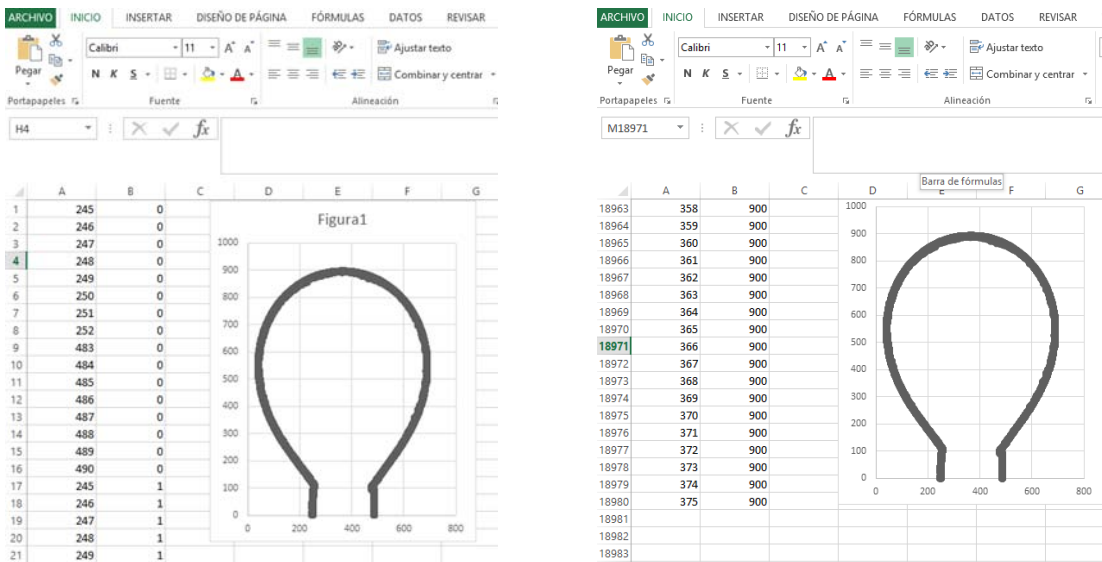 ARCHIVO INICIO INSERTAR DISEÑO DE PÁGINA FÓRMULAS DATOS REVISAR
Calibri 11 A A Ajustar texto
Pegar N K S A Combinar y centrar
Portapapeles Fuente Alineación
H4 fx
A B C D E F G
1 245 0
2 246 0
3 247 0
4 248 0
5 249 0
6 250 0
7 251 0
8 252 0
9 483 0
10 484 0
11 485 0
12 486 0
13 487 0
14 488 0
15 489 0
16 490 0
17 245 1
18 246 1
19 247 1
20 248 1
21 249 1
Figura1
1000
900
800
700
600
500
400
300
200
100
0
0 200 400 600 800
ARCHIVO INICIO INSERTAR DISEÑO DE PÁGINA FÓRMULAS DATOS REVISAR
Calibri 11 A A Ajustar texto
Pegar N K S A Combinar y centrar
Portapapeles Fuente Alineación
M18971 fx
Barra de fórmulas
A B C D E F G
18963 358 900
18964 359 900
18965 360 900
18966 361 900
18967 362 900
18968 363 900
18969 364 900
18970 365 900
18971 366 900
18972 367 900
18973 368 900
18974 369 900
18975 370 900
18976 371 900
18977 372 900
18978 373 900
18979 374 900
18980 375 900
18981
18982
18983
1000
900
800
700
600
500
400
300
200
100
0
0 200 400 600 800